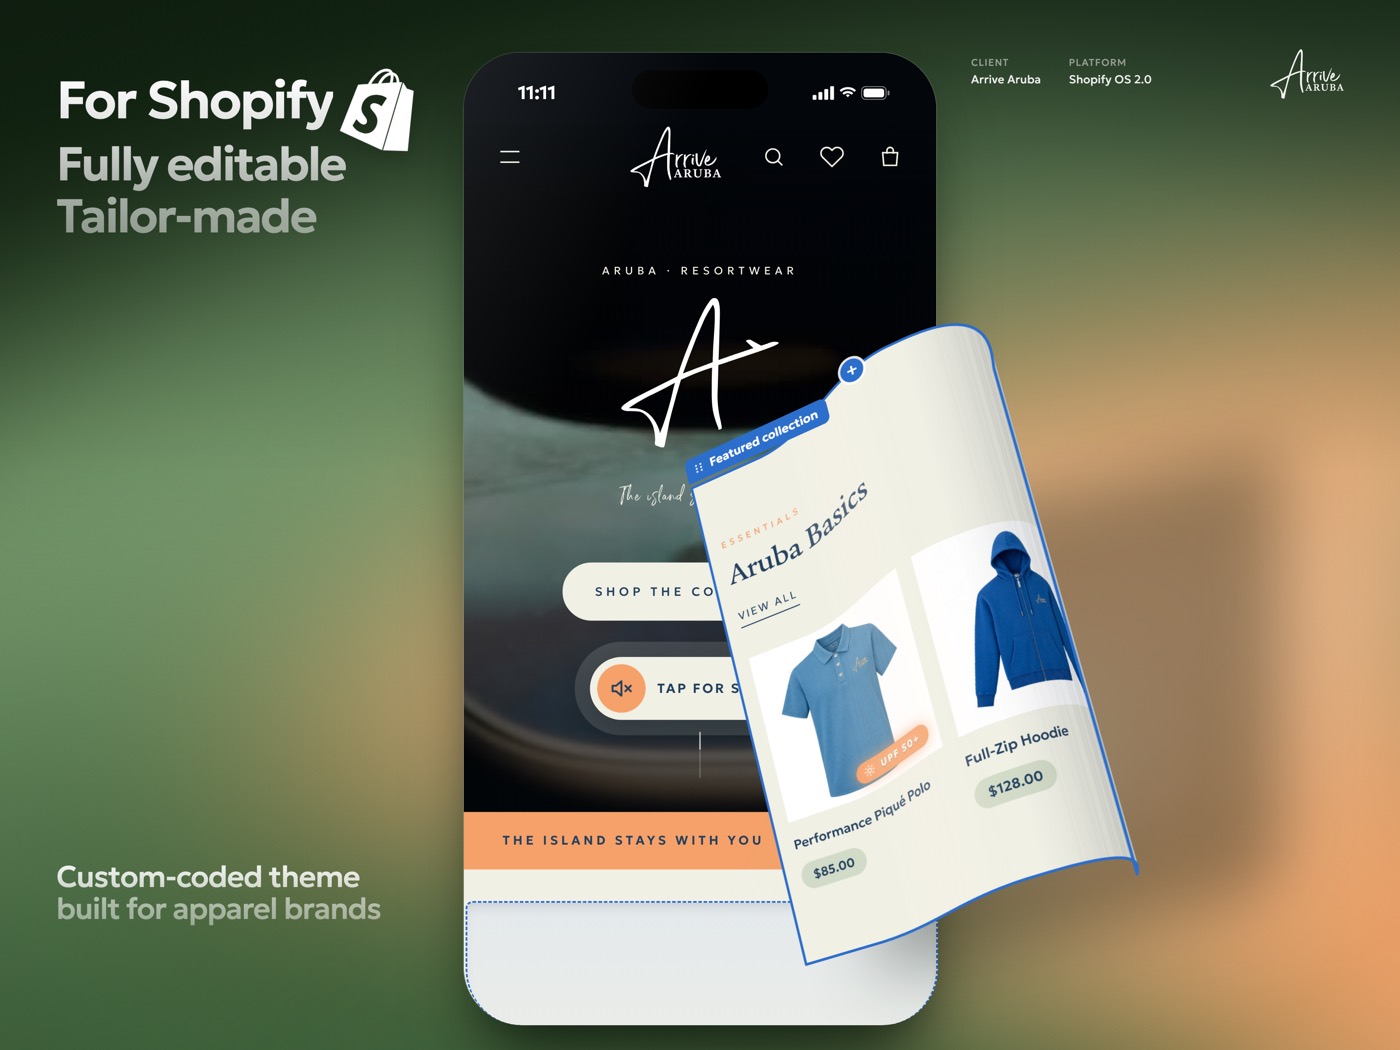 For Shopify
Fully editable
Tailor-made
CLIENT
Arrive Aruba
PLATFORM
Shopify OS 2.0
Arrive
ARUBA
11:11
Arrive
ARUBA
ARUBA · RESORTWEAR
A
The island
SHOP THE CO
TAP FOR S
THE ISLAND STAYS WITH YOU
Featured collection
ESSENTIALS
Aruba Basics
VIEW ALL
UPF 50+
Performance Piqué Polo
$85.00
Full-Zip Hoodie
$128.00
Custom-coded theme
built for apparel brands